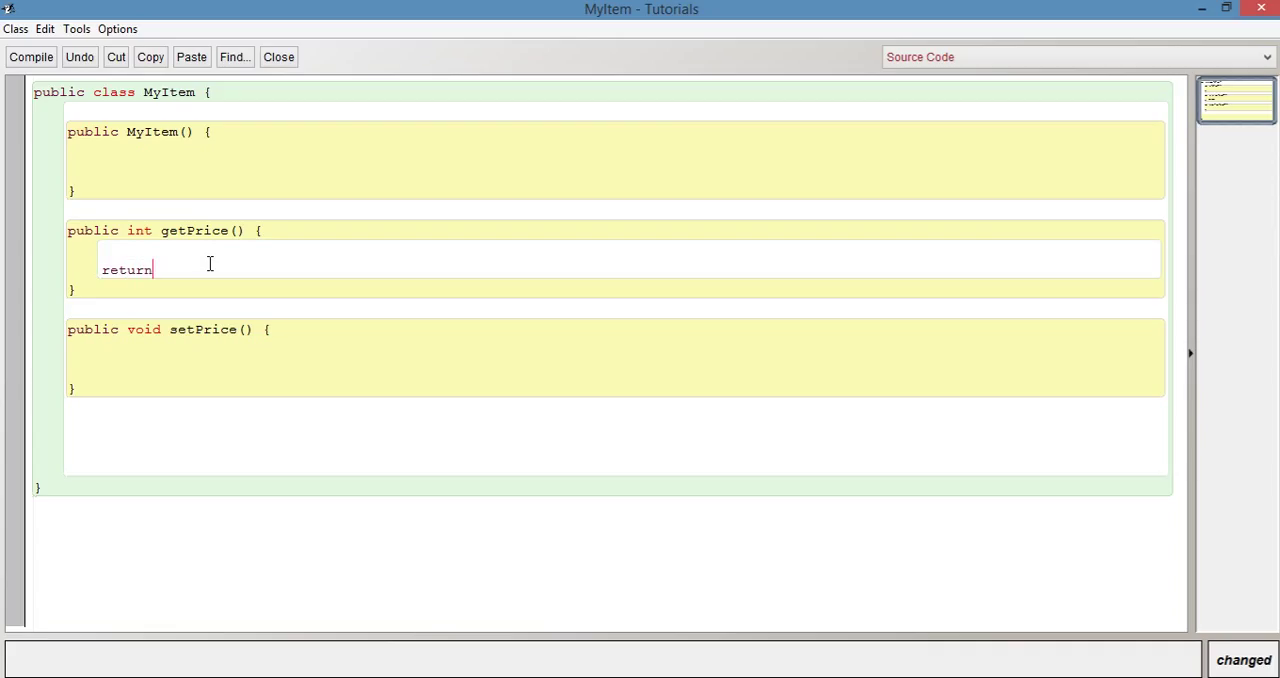 MyItem - Tutorials
Class Edit Tools Options
Compile Undo Cut Copy Paste Find... Close Source Code
public class MyItem {
public MyItem() {
}
public int getPrice() {
return
}
public void setPrice() {
}
}
changed